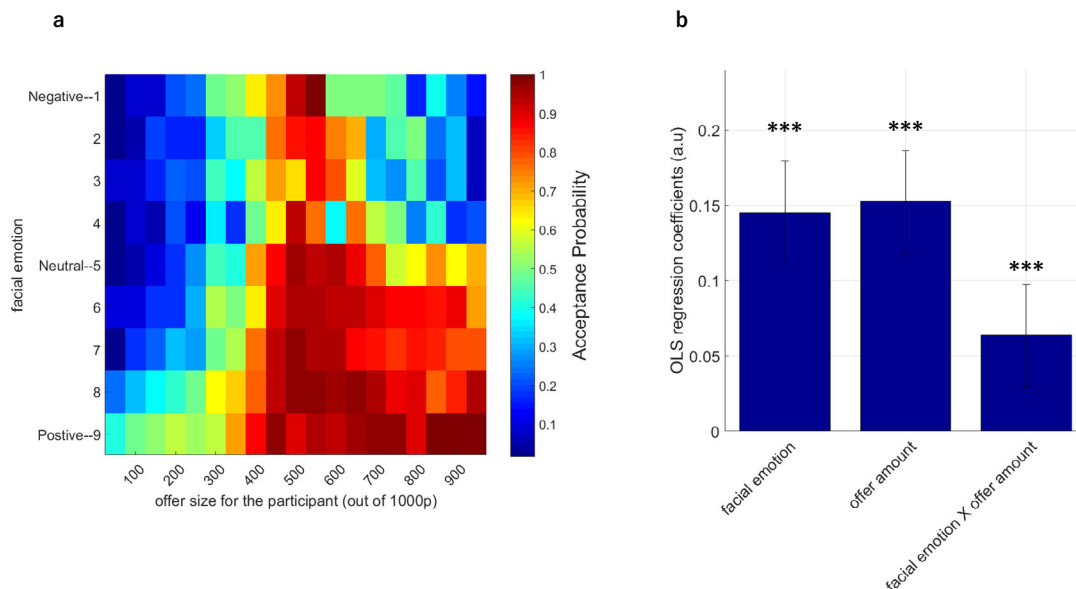 a
Negative--1
2
3
4
Neutral--5
6
7
8
Postive--9
facial emotion
100
200
300
400
500
600
700
800
900
offer size for the participant (out of 1000p)
1
0.9
0.8
0.7
0.6
0.5
0.4
0.3
0.2
0.1
Acceptance Probability
b
0.2
0.15
0.1
0.05
0
OLS regression coefficients (a.u)
***
***
***
facial emotion
offer amount
facial emotion X offer amount